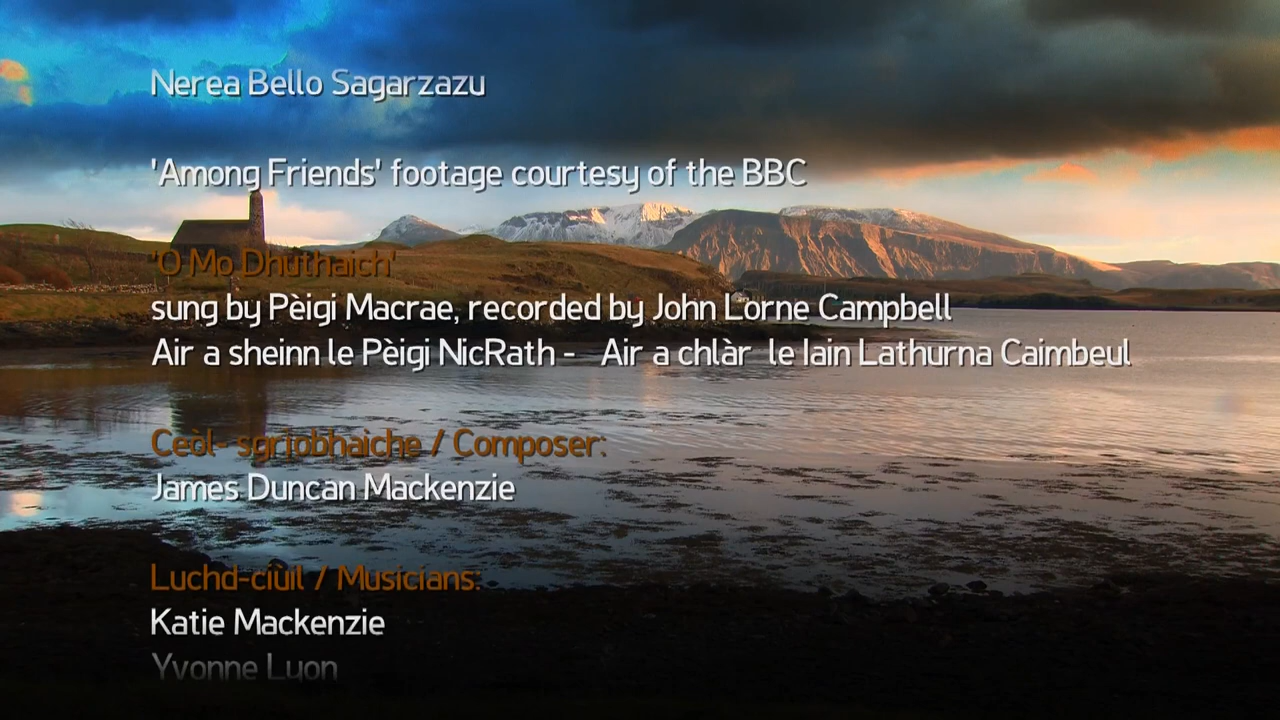 Nerea Bello Sagarzazu
'Among Friends' footage courtesy of the BBC
'O Mo Dhùthaich'
sung by Pèigi Macrae, recorded by John Lorne Campbell
Air a sheinn le Pèigi NicRath - Air a chlàr le Iain Lathurna Caimbeul
Ceòl- sgrìobhaiche / Composer:
James Duncan Mackenzie
Luchd-ciùil / Musicians:
Katie Mackenzie
Yvonne Lyon